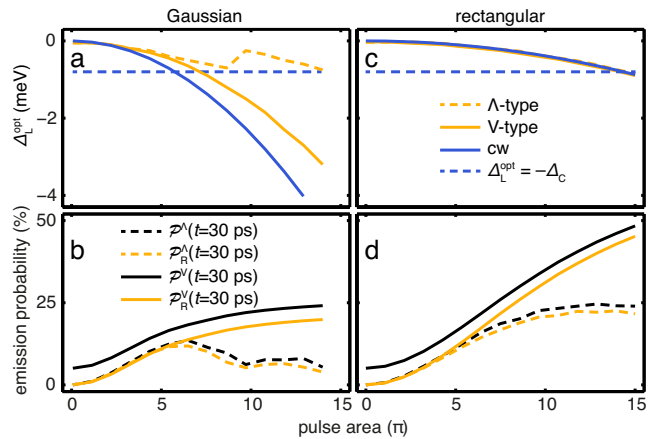 Gaussian
rectangular
Δ_L^opt (meV)
0
−2
−4
a
c
Λ-type
V-type
cw
Δ_L^opt = −Δ_C
emission probability (%)
50
25
0
b
d
𝒫^Λ(t=30 ps)
𝒫_R^Λ(t=30 ps)
𝒫^V(t=30 ps)
𝒫_R^V(t=30 ps)
0 5 10 15 0 5 10 15
pulse area (π)